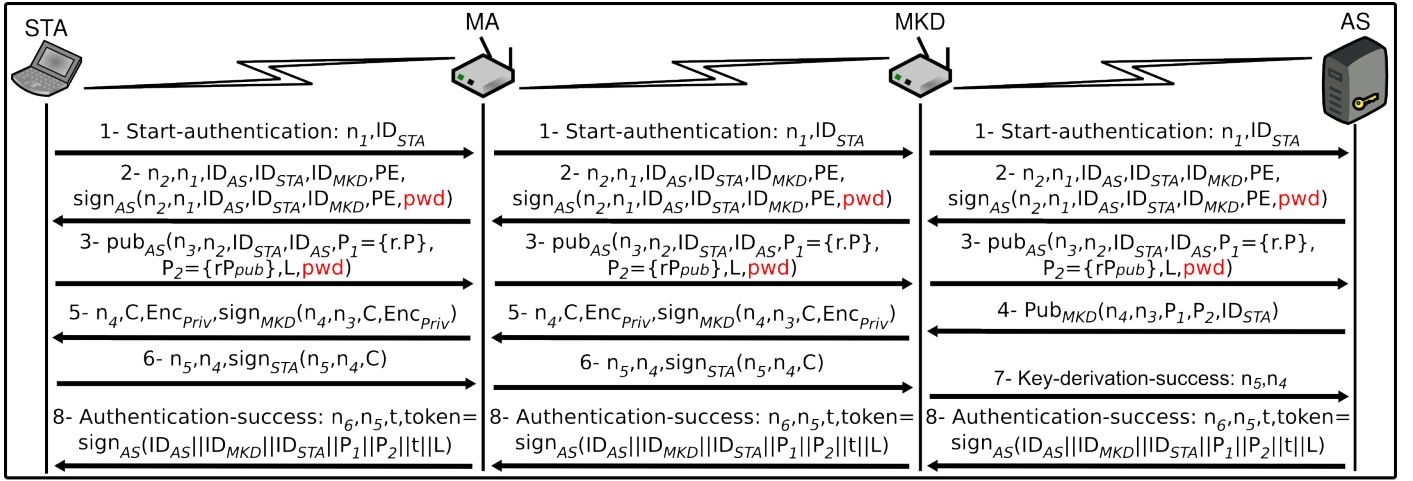 STA MA MKD AS
1- Start-authentication: n1,IDSTA 1- Start-authentication: n1,IDSTA 1- Start-authentication: n1,IDSTA
2- n2,n1,IDAS,IDSTA,IDMKD,PE, 2- n2,n1,IDAS,IDSTA,IDMKD,PE, 2- n2,n1,IDAS,IDSTA,IDMKD,PE,
signAS(n2,n1,IDAS,IDSTA,IDMKD,PE,pwd) signAS(n2,n1,IDAS,IDSTA,IDMKD,PE,pwd) signAS(n2,n1,IDAS,IDSTA,IDMKD,PE,pwd)
3- pubAS(n3,n2,IDSTA,IDAS,P1={r.P}, 3- pubAS(n3,n2,IDSTA,IDAS,P1={r.P}, 3- pubAS(n3,n2,IDSTA,IDAS,P1={r.P},
P2={rPpub},L,pwd) P2={rPpub},L,pwd) P2={rPpub},L,pwd)
5- n4,C,EncPriv,signMKD(n4,n3,C,EncPriv) 5- n4,C,EncPriv,signMKD(n4,n3,C,EncPriv) 4- PubMKD(n4,n3,P1,P2,IDSTA)
6- n5,n4,signSTA(n5,n4,C) 6- n5,n4,signSTA(n5,n4,C) 7- Key-derivation-success: n5,n4
8- Authentication-success: n6,n5,t,token= 8- Authentication-success: n6,n5,t,token= 8- Authentication-success: n6,n5,t,token=
signAS(IDAS||IDMKD||IDSTA||P1||P2||t||L) signAS(IDAS||IDMKD||IDSTA||P1||P2||t||L) signAS(IDAS||IDMKD||IDSTA||P1||P2||t||L)